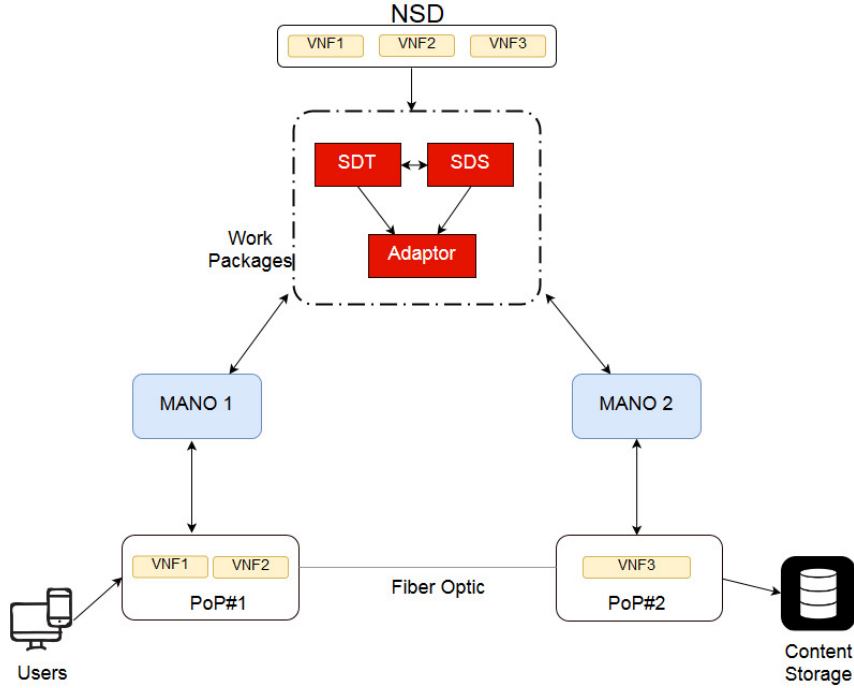 NSD
VNF1 VNF2 VNF3
SDT SDS
Adaptor
Work
Packages
MANO 1 MANO 2
VNF1 VNF2 VNF3
PoP#1 Fiber Optic PoP#2
Users
Content
Storage